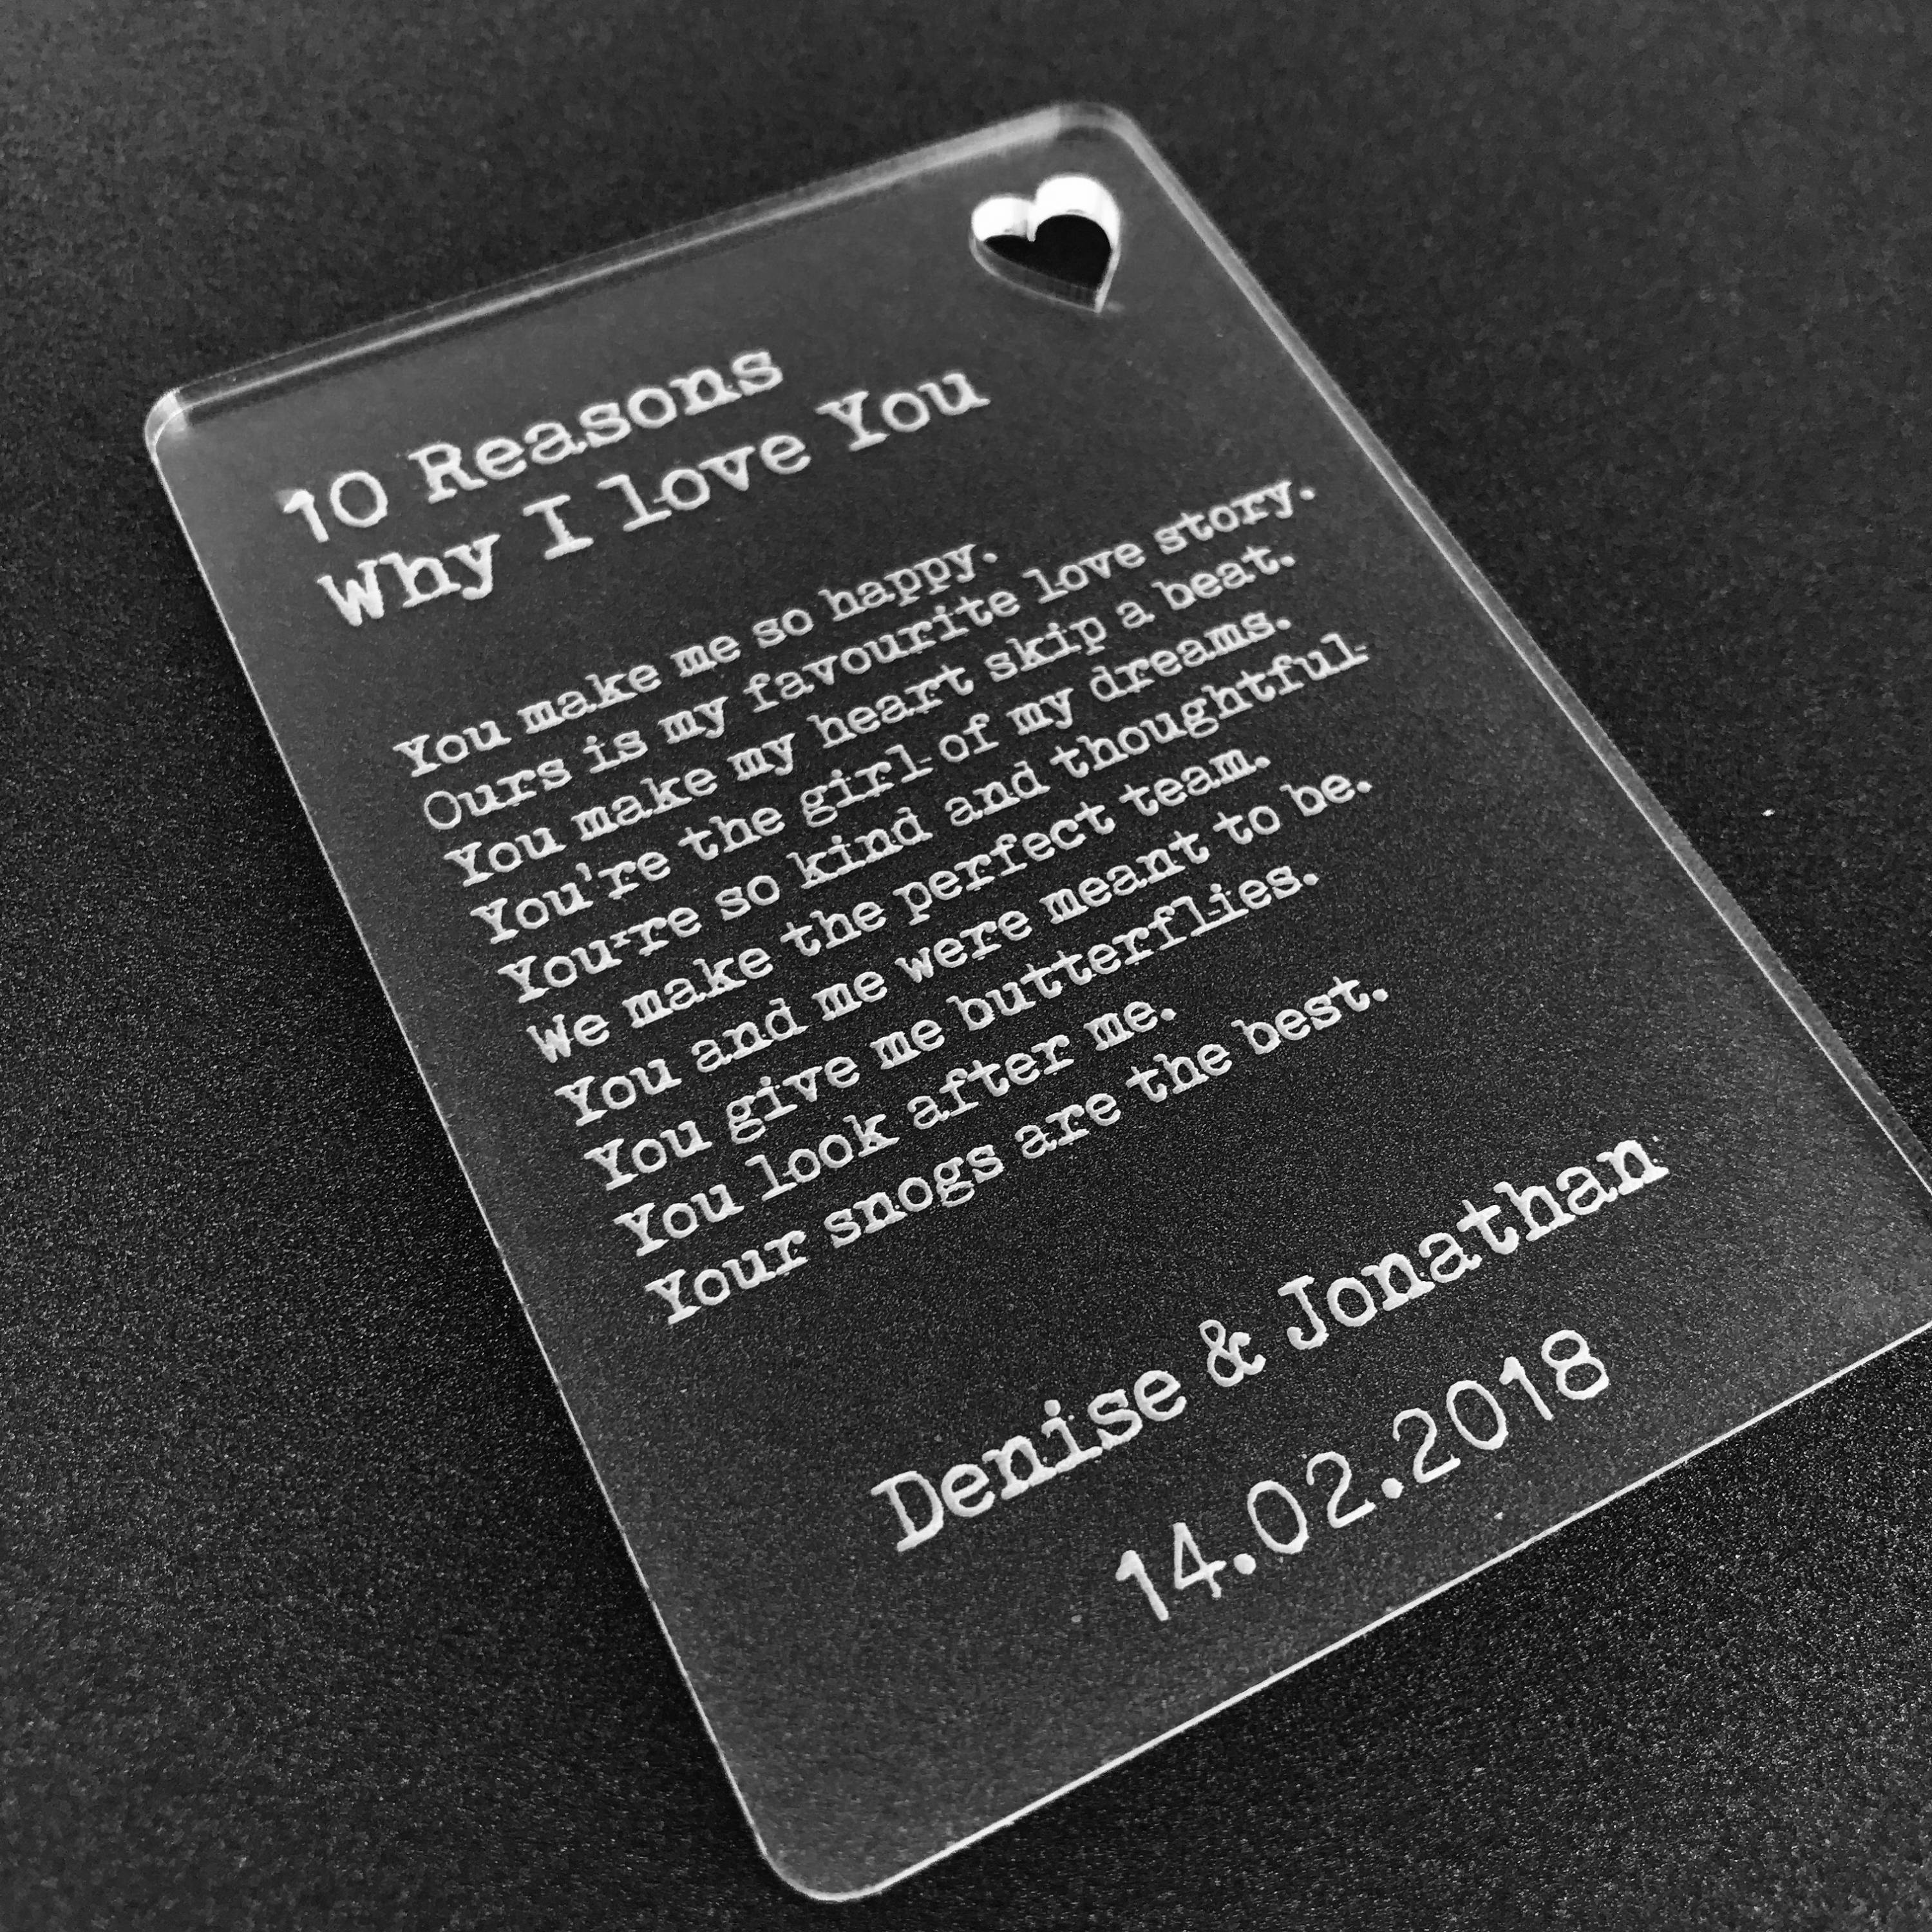 10 Reasons
Why I love You
You make me so happy.
Ours is my favourite love story.
You make my heart skip a beat.
You're the girl of my dreams.
You're so kind and thoughtful
We make the perfect team.
You and me were meant to be.
You give me butterflies.
You look after me.
Your snogs are the best.
Denise & Jonathan
14.02.2018